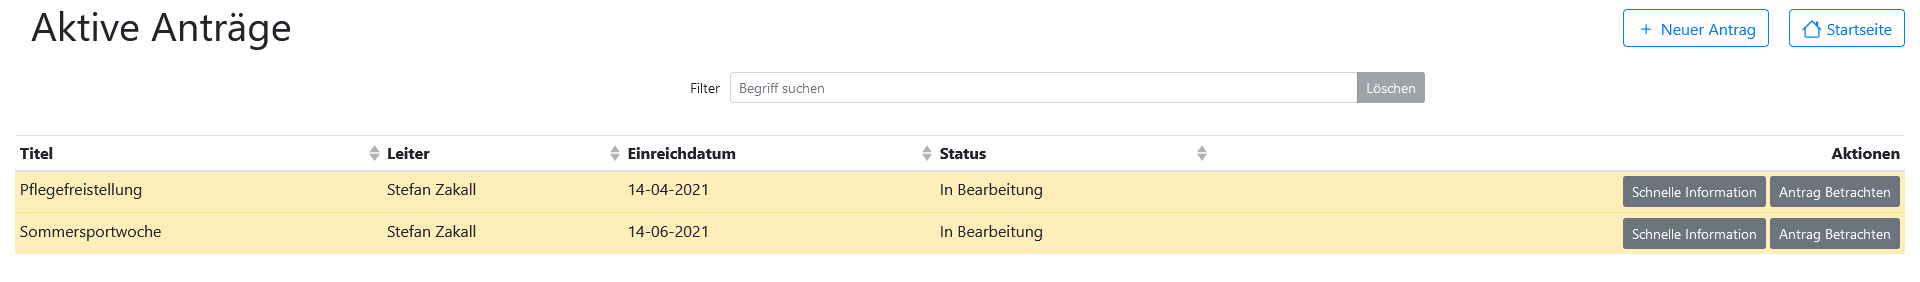 Aktive Anträge
Neuer Antrag Startseite
Filter Begriff suchen Löschen
Titel Leiter Einreichdatum Status Aktionen
Pflegefreistellung Stefan Zakall 14-04-2021 In Bearbeitung Schnelle Information Antrag Betrachten
Sommersportwoche Stefan Zakall 14-06-2021 In Bearbeitung Schnelle Information Antrag Betrachten